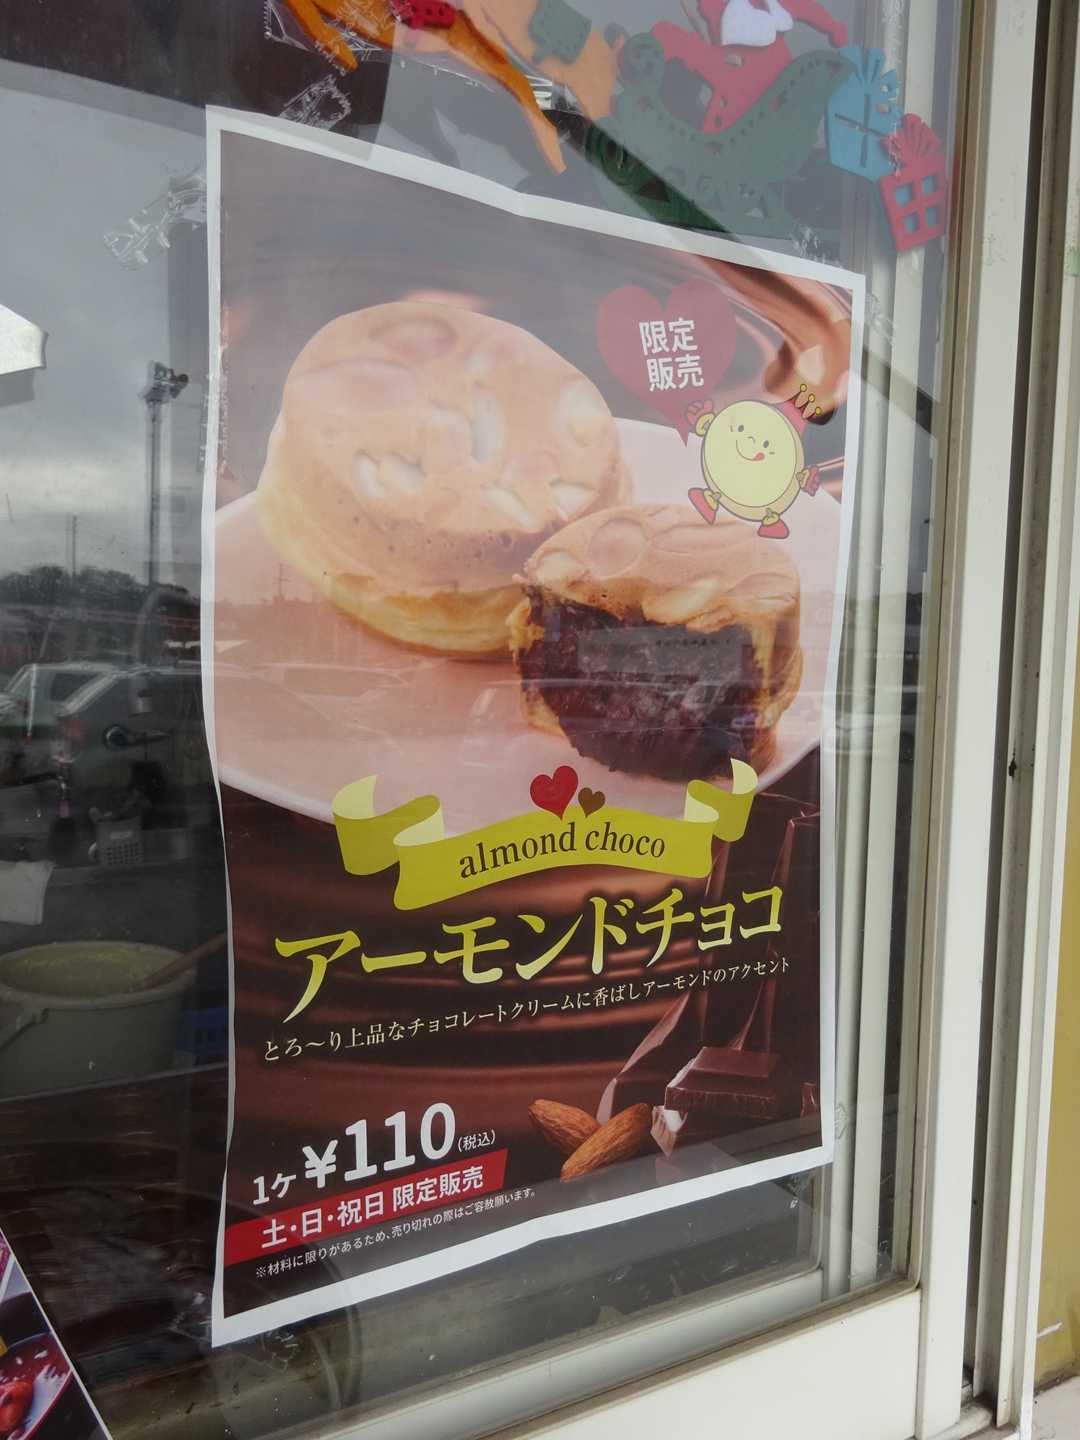 限定
販売
almond choco
アーモンドチョコ
とろ〜り上品なチョコレートクリームに香ばしアーモンドのアクセント
1ケ ¥110(税込)
土・日・祝日 限定販売
※材料に限りがあるため、売り切れの際はご容赦願います。